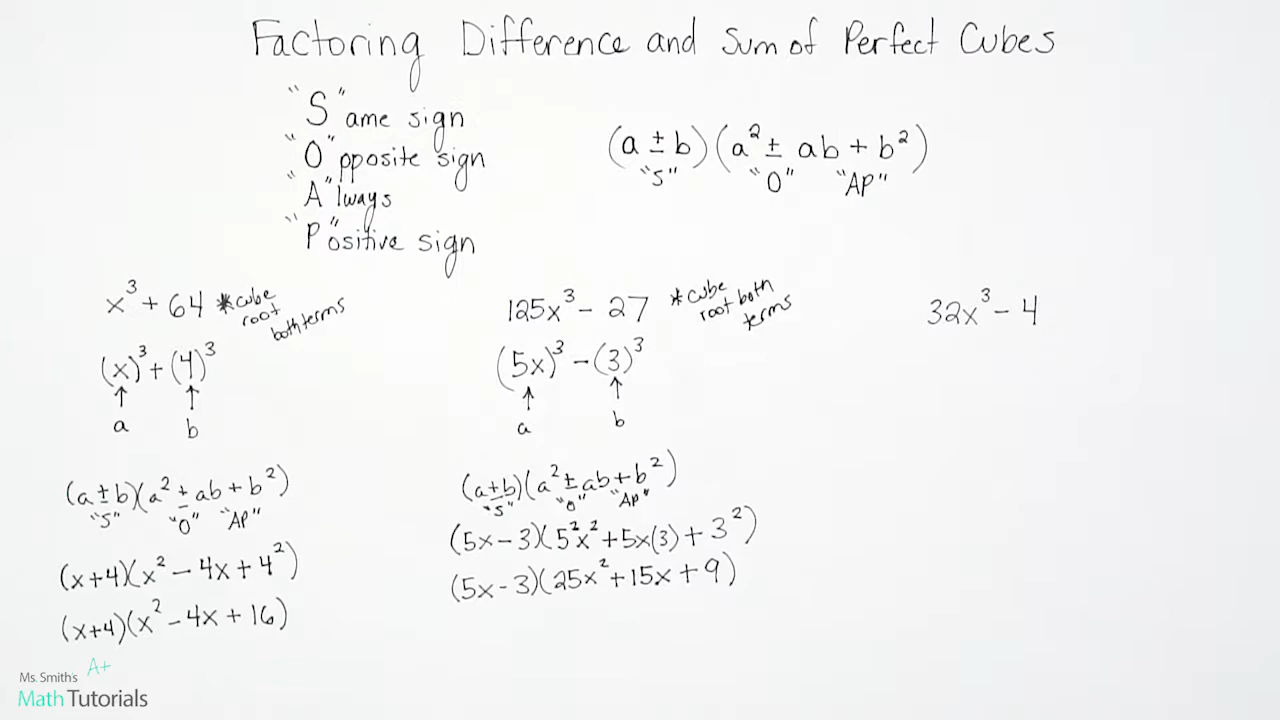 Factoring Difference and Sum of Perfect Cubes
"S"ame sign
"O"pposite sign
"A"lways
"P"ositive sign
(a ± b)(a² ± ab + b²)
"S" "O" "AP"
x³ + 64 *cube root both terms
(x)³ + (4)³
↑ ↑
a b
(a ± b)(a² ± ab + b²)
"S" "O" "AP"
(x+4)(x² − 4x + 4²)
(x+4)(x² − 4x + 16)
125x³ − 27 *cube root both terms
(5x)³ − (3)³
↑ ↑
a b
(a ± b)(a² ± ab + b²)
"S" "O" "AP"
(5x − 3)(5²x² + 5x(3) + 3²)
(5x − 3)(25x² + 15x + 9)
32x³ − 4
Ms. Smith's A+
Math Tutorials